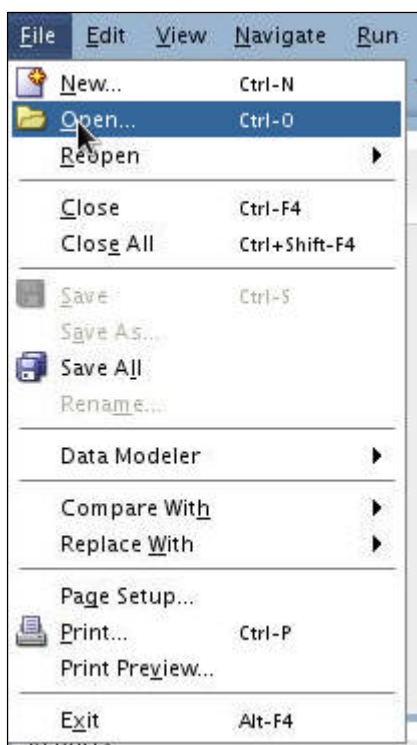 File Edit View Navigate Run
New... Ctrl-N
Open... Ctrl-O
Reopen
Close Ctrl-F4
Close All Ctrl+Shift-F4
Save Ctrl-S
Save As...
Save All
Rename...
Data Modeler
Compare With
Replace With
Page Setup...
Print... Ctrl-P
Print Preview...
Exit Alt-F4